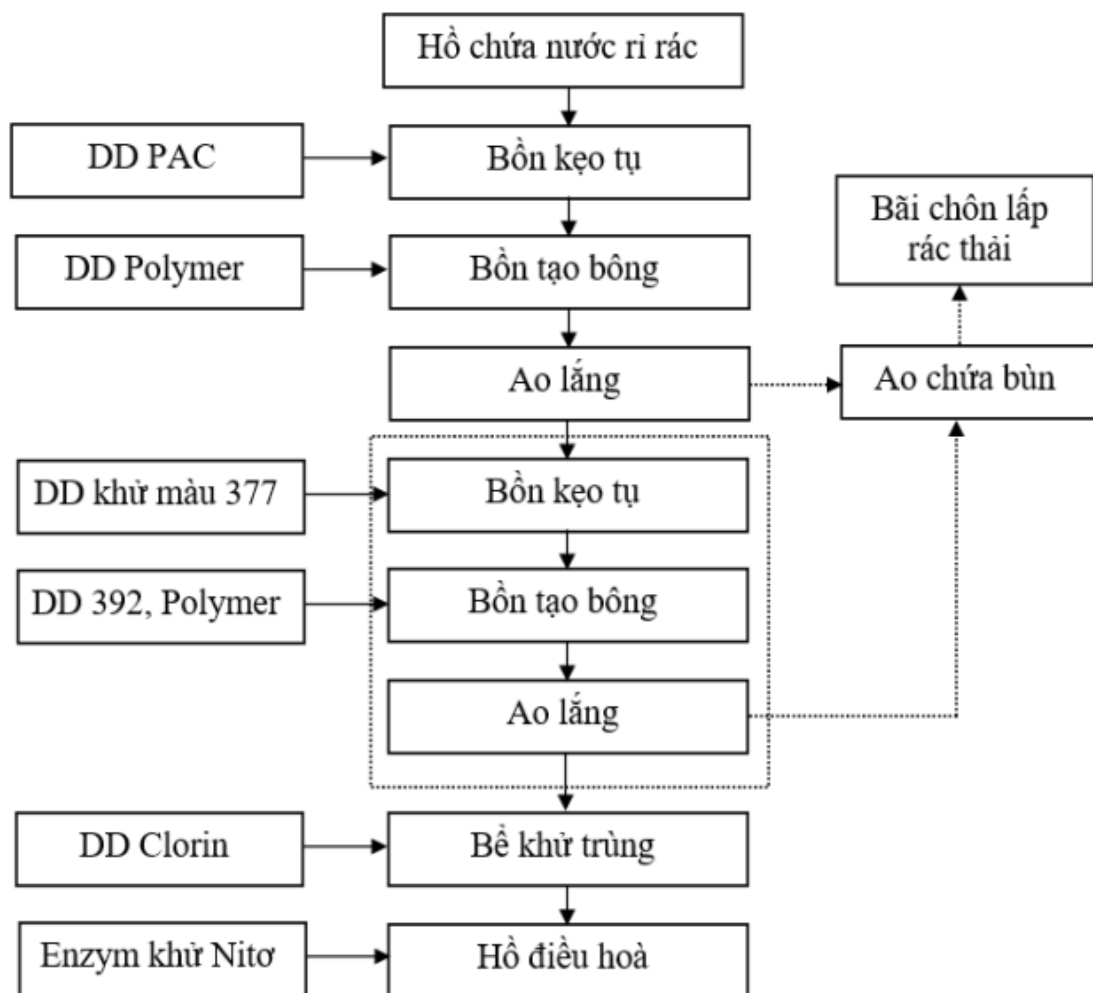 Hồ chứa nước rỉ rác
DD PAC
Bồn kẹo tụ
Bãi chôn lấp
rác thải
DD Polymer
Bồn tạo bông
Ao lắng
Ao chứa bùn
DD khử màu 377
Bồn kẹo tụ
DD 392, Polymer
Bồn tạo bông
Ao lắng
DD Clorin
Bể khử trùng
Enzym khử Nitơ
Hồ điều hoà